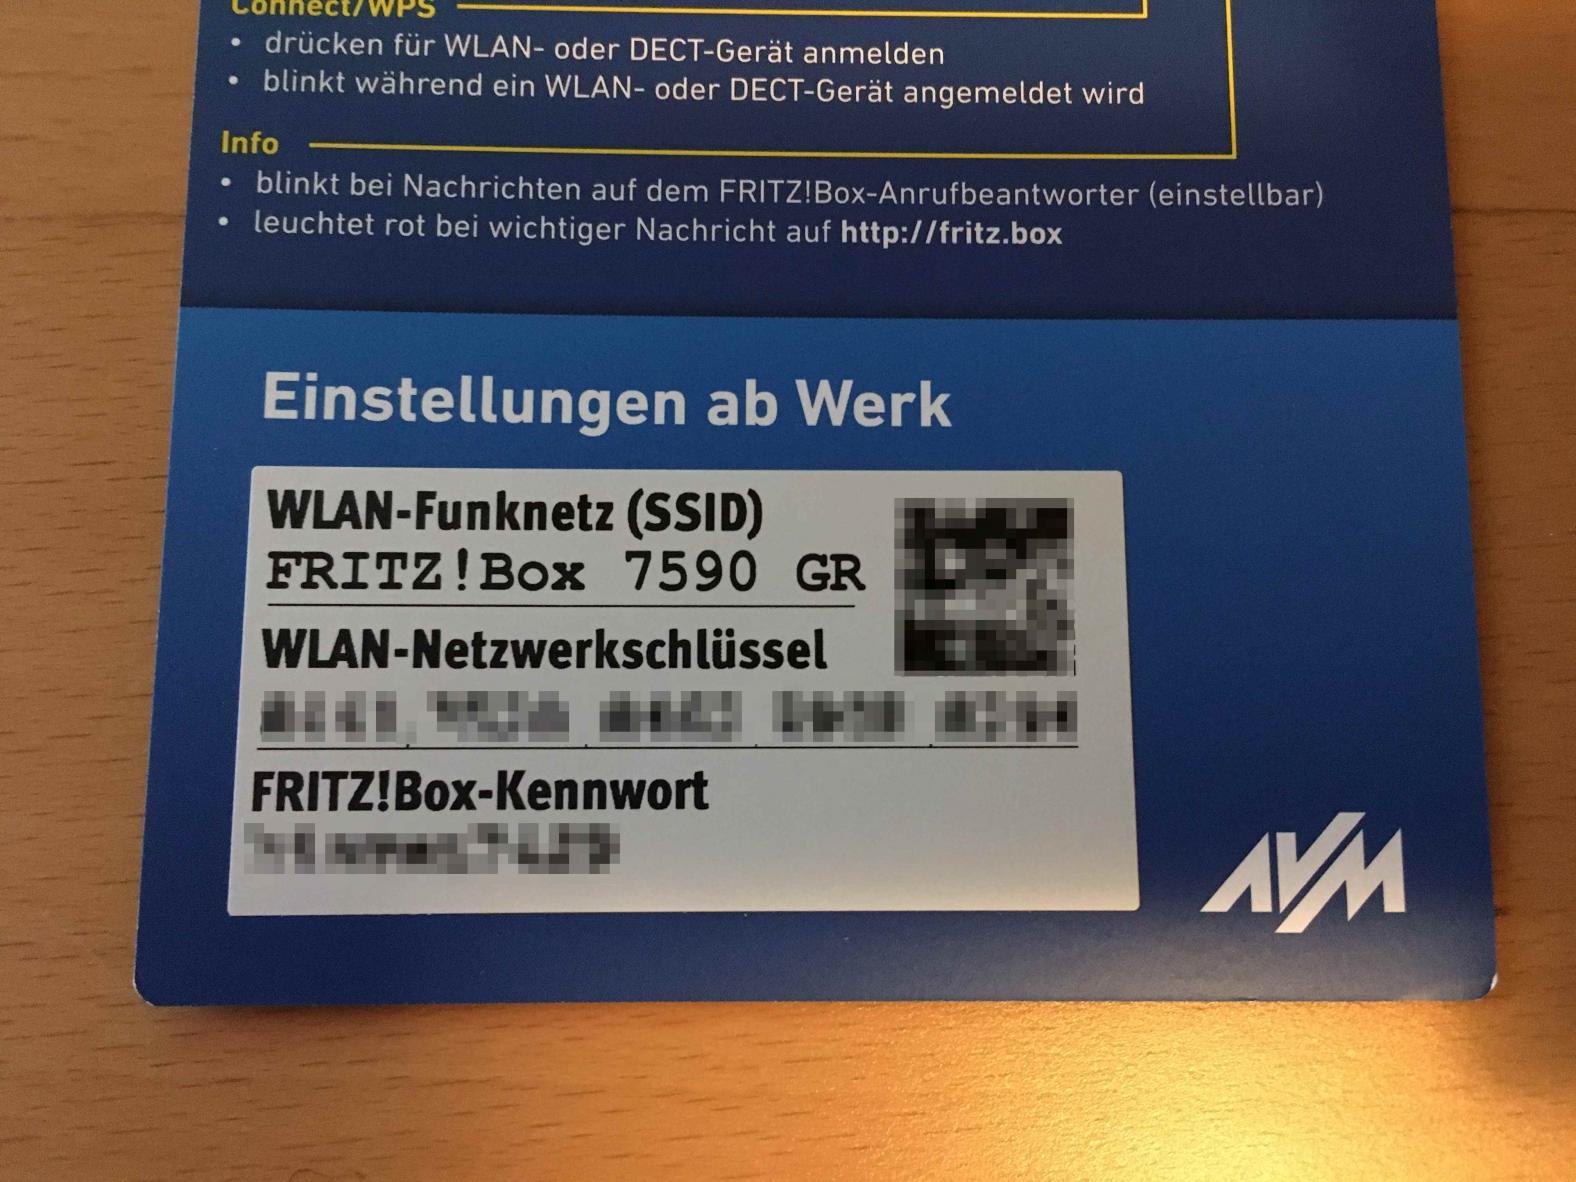 Connect/WPS
• drücken für WLAN- oder DECT-Gerät anmelden
• blinkt während ein WLAN- oder DECT-Gerät angemeldet wird
Info
• blinkt bei Nachrichten auf dem FRITZ!Box-Anrufbeantworter (einstellbar)
• leuchtet rot bei wichtiger Nachricht auf http://fritz.box
Einstellungen ab Werk
WLAN-Funknetz (SSID)
FRITZ!Box 7590 GR
WLAN-Netzwerkschlüssel
FRITZ!Box-Kennwort
AVM